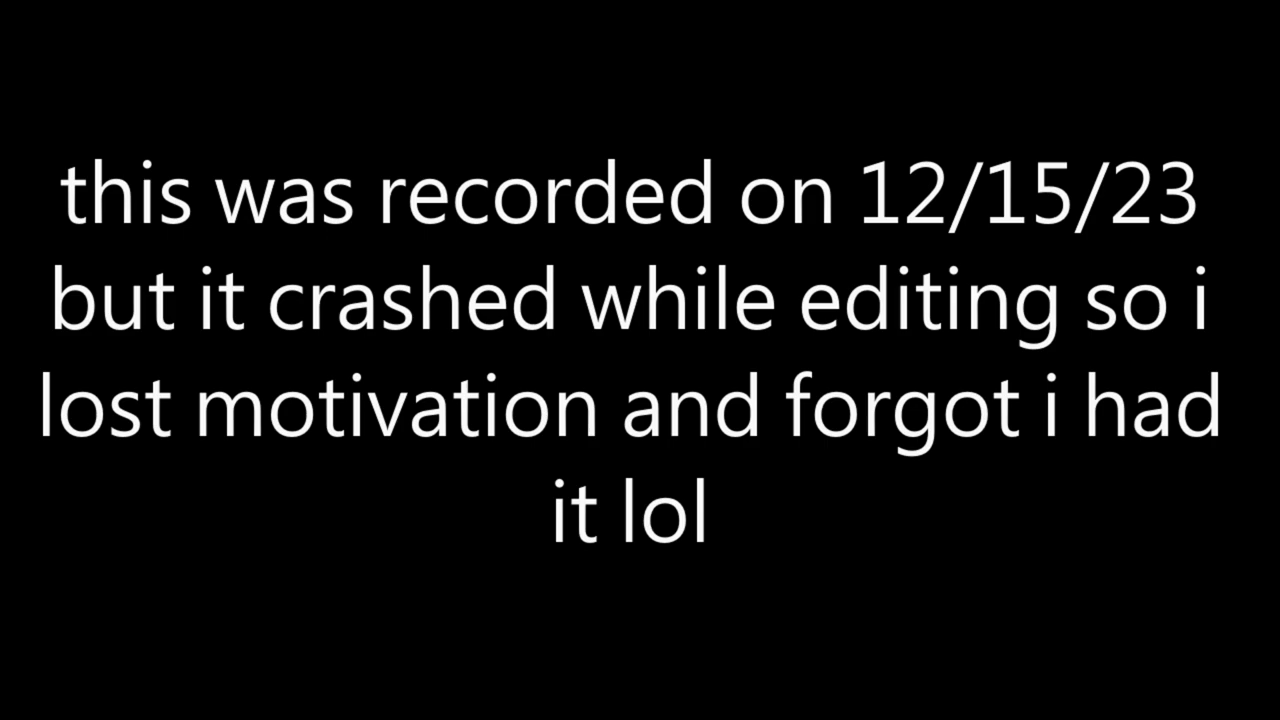 this was recorded on 12/15/23
but it crashed while editing so i
lost motivation and forgot i had
it lol